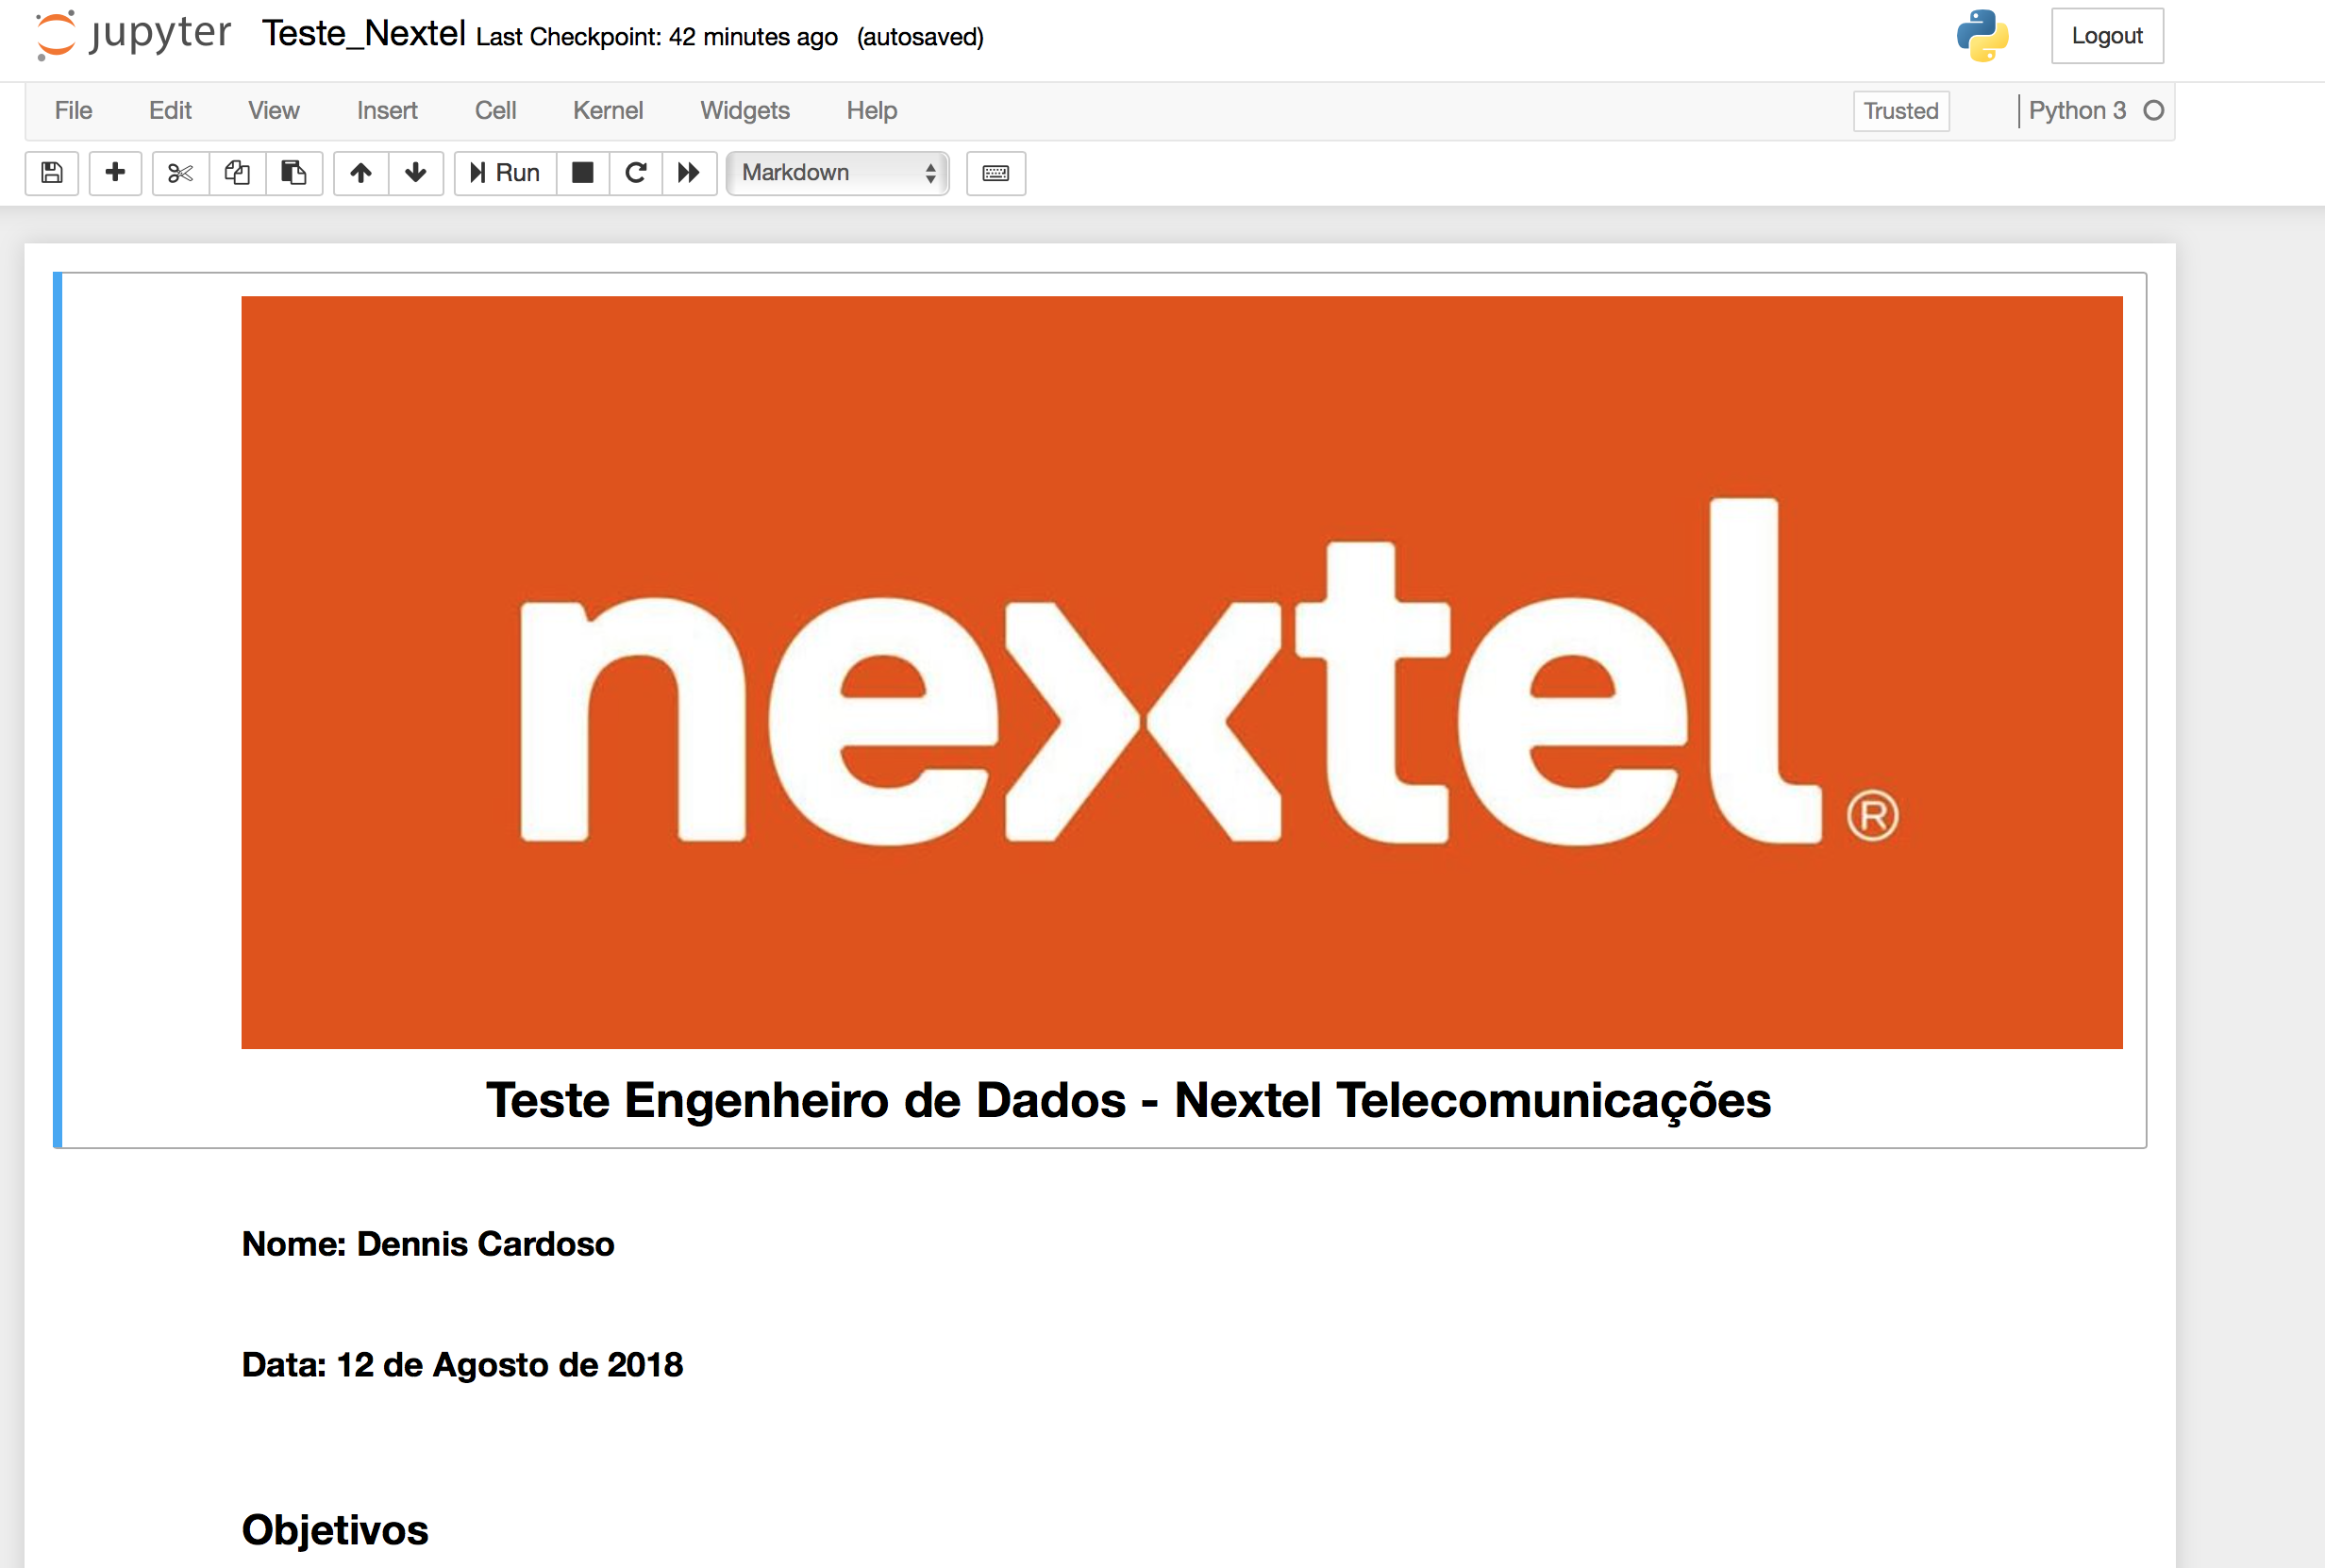 jupyter Teste_Nextel Last Checkpoint: 42 minutes ago (autosaved) Logout
File Edit View Insert Cell Kernel Widgets Help Trusted Python 3
Run Markdown
nextel®
Teste Engenheiro de Dados - Nextel Telecomunicações
Nome: Dennis Cardoso
Data: 12 de Agosto de 2018
Objetivos